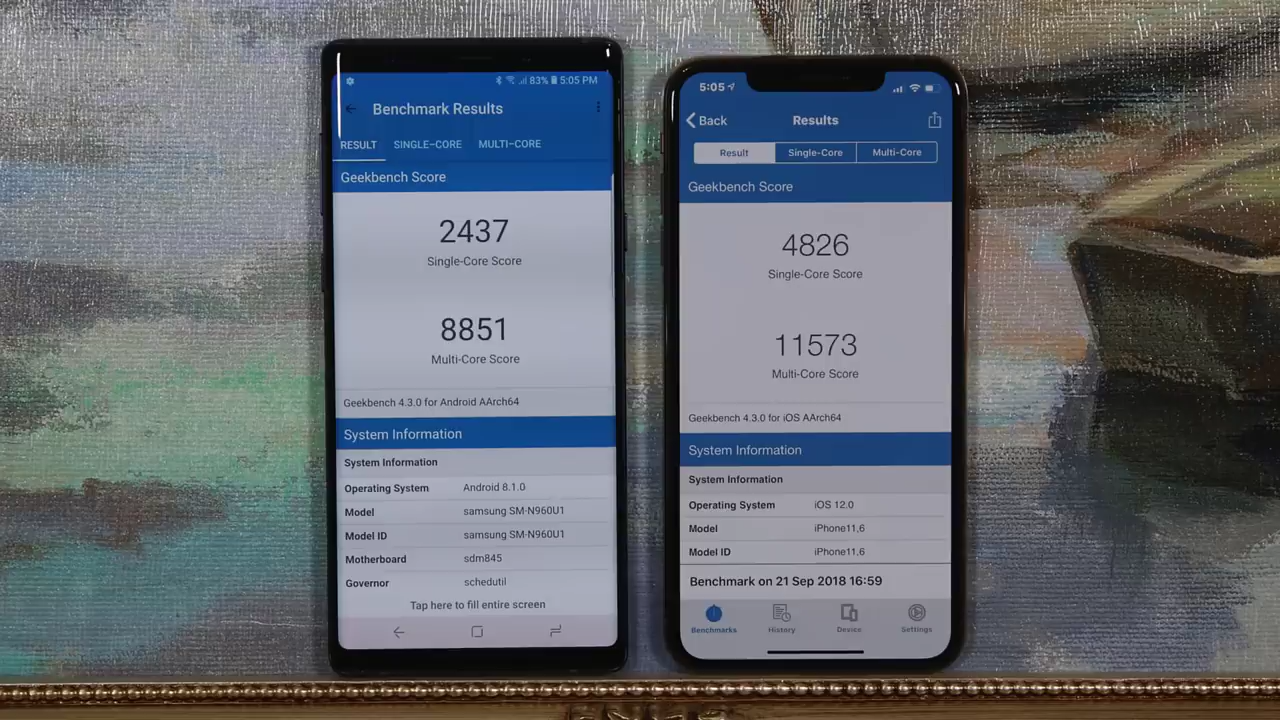 83% 5:05 PM
Benchmark Results
RESULT SINGLE-CORE MULTI-CORE
Geekbench Score
2437
Single-Core Score
8851
Multi-Core Score
Geekbench 4.3.0 for Android AArch64
System Information
System Information
Operating System Android 8.1.0
Model samsung SM-N960U1
Model ID samsung SM-N960U1
Motherboard sdm845
Governor schedutil
Tap here to fill entire screen
5:05
Back Results
Result Single-Core Multi-Core
Geekbench Score
4826
Single-Core Score
11573
Multi-Core Score
Geekbench 4.3.0 for iOS AArch64
System Information
System Information
Operating System iOS 12.0
Model iPhone11,6
Model ID iPhone11,6
Benchmark on 21 Sep 2018 16:59
Benchmarks History Device Settings